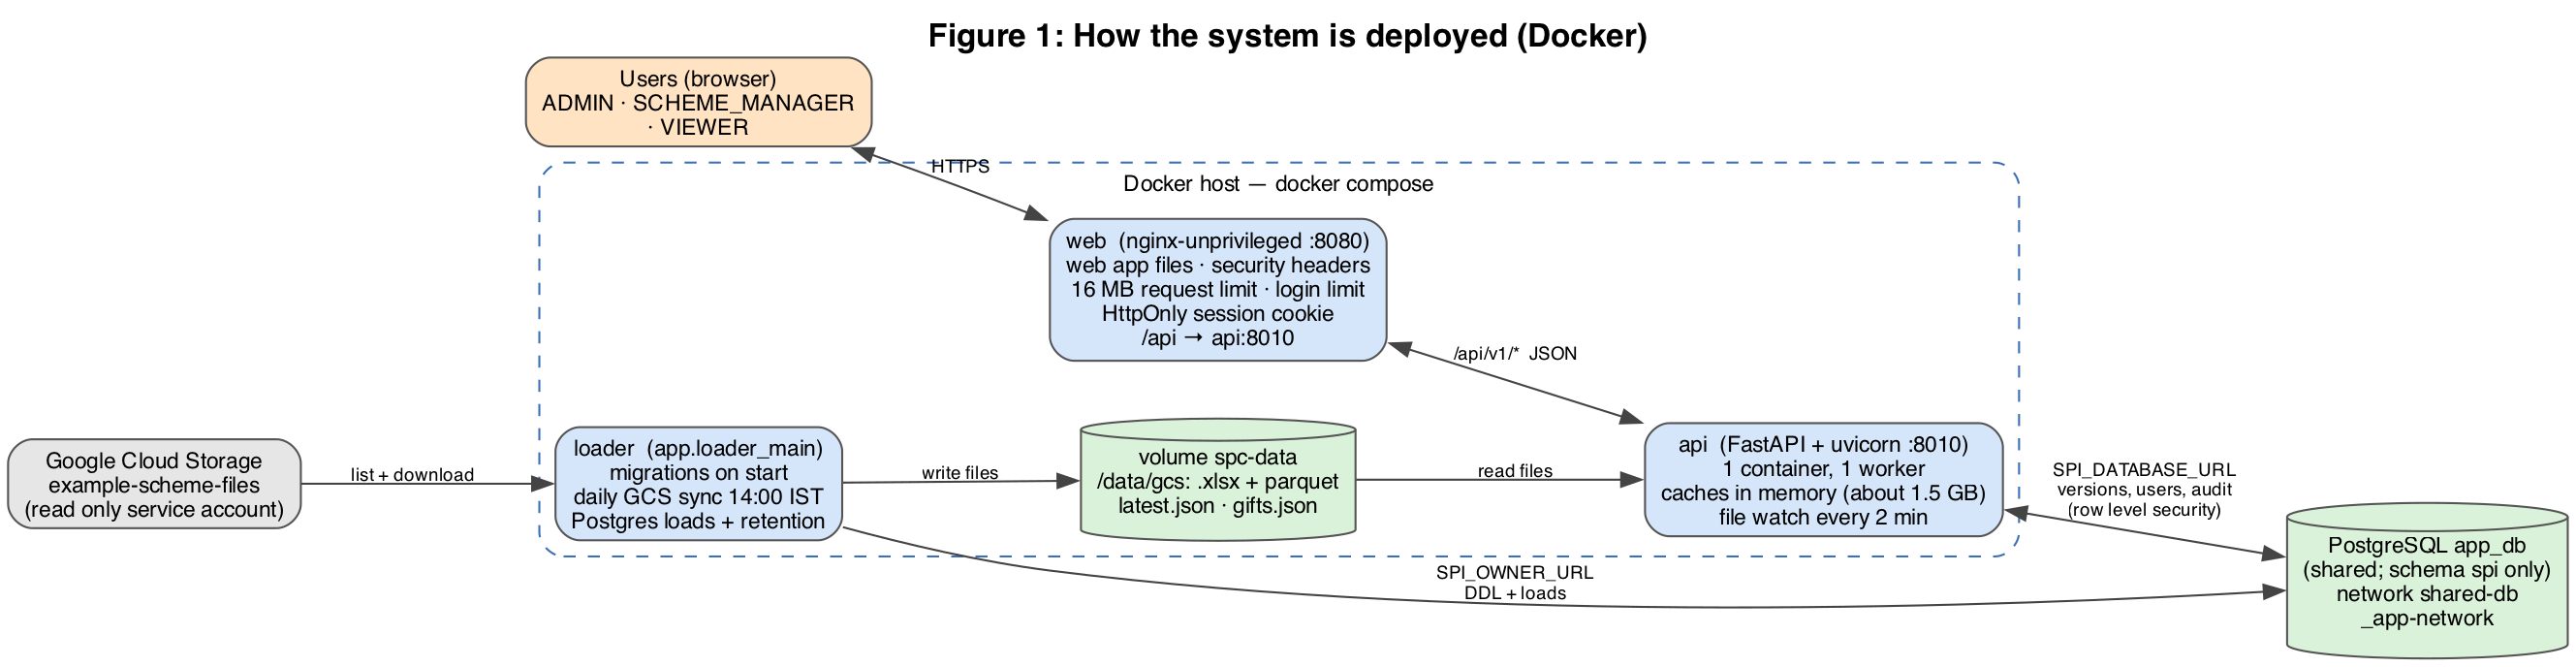 Figure 1: How the system is deployed (Docker)
Users (browser)
ADMIN · SCHEME_MANAGER
· VIEWER
HTTPS
Docker host — docker compose
web  (nginx-unprivileged :8080)
web app files · security headers
16 MB request limit · login limit
HttpOnly session cookie
/api → api:8010
/api/v1/*  JSON
Google Cloud Storage
example-scheme-files
(read only service account)
list + download
loader  (app.loader_main)
migrations on start
daily GCS sync 14:00 IST
Postgres loads + retention
write files
volume spc-data
/data/gcs: .xlsx + parquet
latest.json · gifts.json
read files
api  (FastAPI + uvicorn :8010)
1 container, 1 worker
caches in memory (about 1.5 GB)
file watch every 2 min
SPI_DATABASE_URL
versions, users, audit
(row level security)
SPI_OWNER_URL
DDL + loads
PostgreSQL app_db
(shared; schema spi only)
network shared-db
_app-network